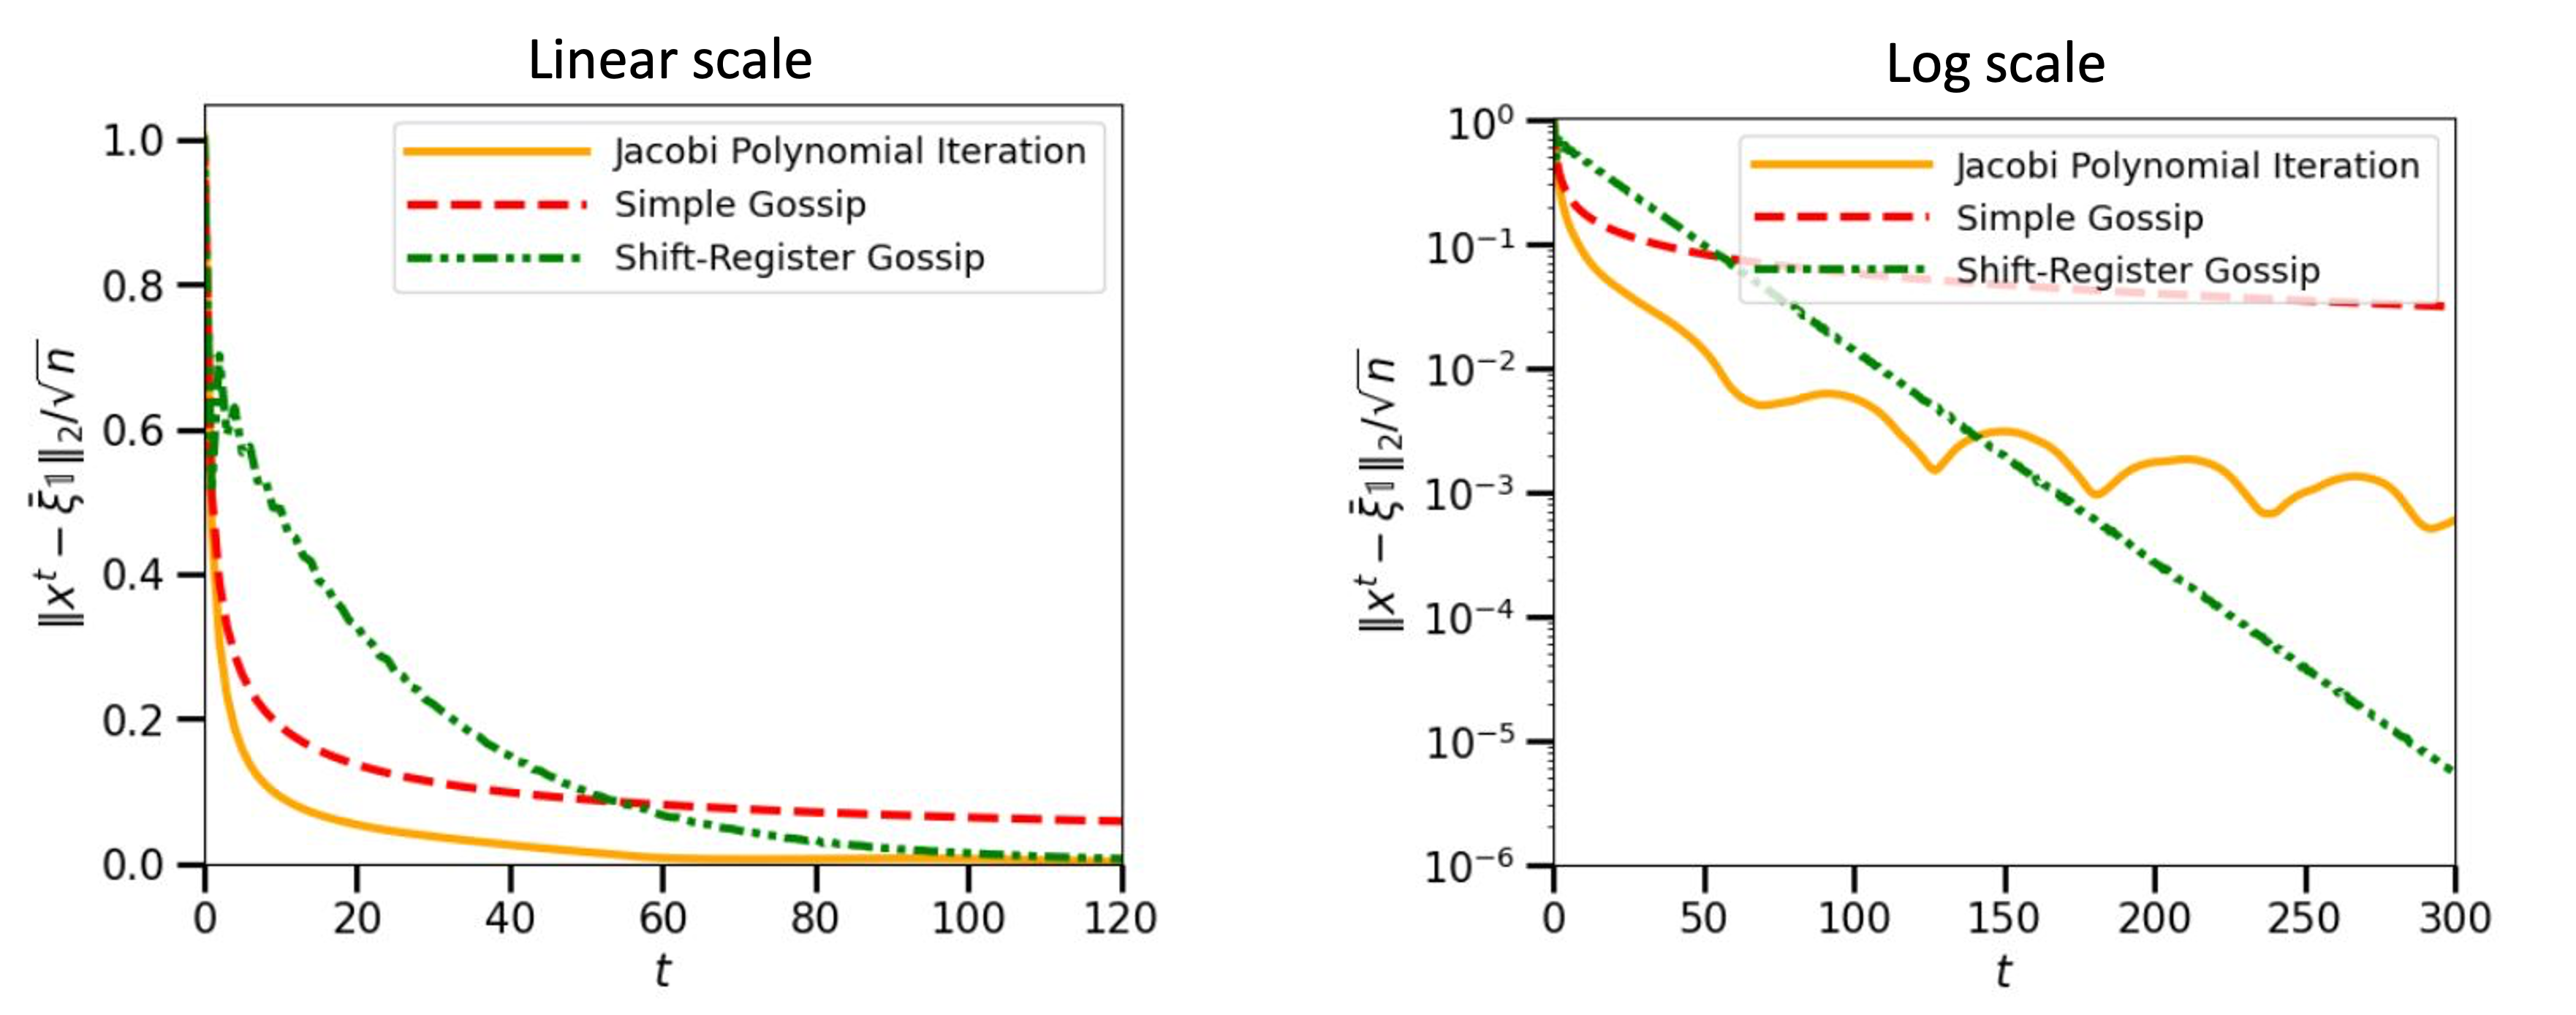 Linear scale
1.0
0.8
0.6
0.4
0.2
0.0
‖xᵗ − ξ̄𝟙‖₂/√n
Jacobi Polynomial Iteration
Simple Gossip
Shift-Register Gossip
0 20 40 60 80 100 120
t
Log scale
10⁰
10⁻¹
10⁻²
10⁻³
10⁻⁴
10⁻⁵
10⁻⁶
‖xᵗ − ξ̄𝟙‖₂/√n
Jacobi Polynomial Iteration
Simple Gossip
Shift-Register Gossip
0 50 100 150 200 250 300
t